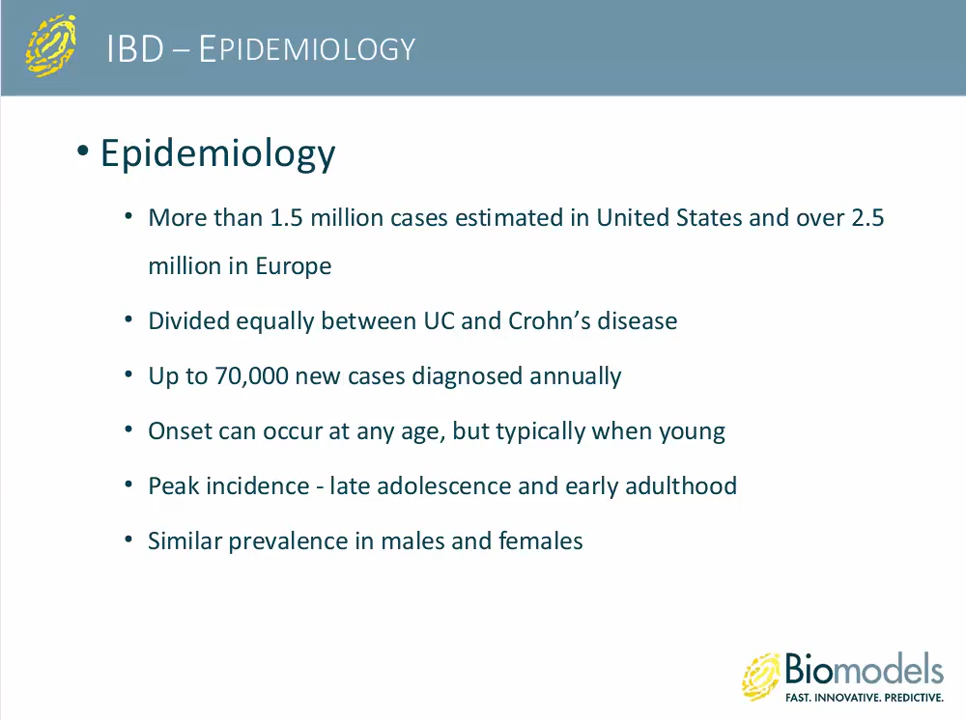 IBD – EPIDEMIOLOGY
• Epidemiology
• More than 1.5 million cases estimated in United States and over 2.5
million in Europe
• Divided equally between UC and Crohn’s disease
• Up to 70,000 new cases diagnosed annually
• Onset can occur at any age, but typically when young
• Peak incidence - late adolescence and early adulthood
• Similar prevalence in males and females
Biomodels
FAST. INNOVATIVE. PREDICTIVE.